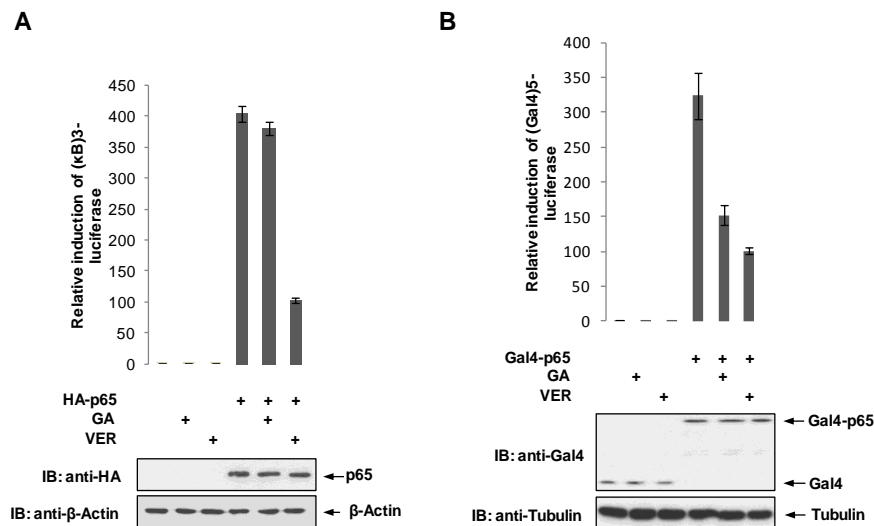 A
Relative induction of (κB)3-
luciferase
450
400
350
300
250
200
150
100
50
0
HA-p65 + + +
GA + +
VER + +
IB: anti-HA
p65
IB: anti-β-Actin
β-Actin
B
Relative induction of (Gal4)5-
luciferase
400
350
300
250
200
150
100
50
0
Gal4-p65 + + +
GA + +
VER + +
IB: anti-Gal4
Gal4-p65
Gal4
IB: anti-Tubulin
Tubulin